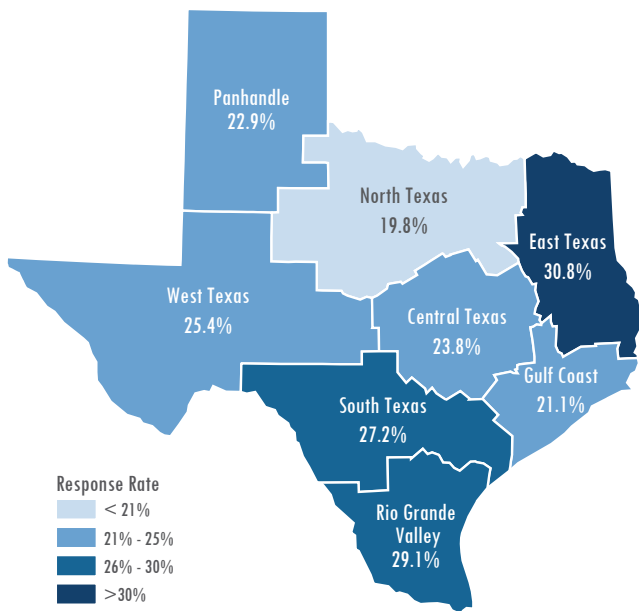 Panhandle
22.9%
North Texas
19.8%
East Texas
30.8%
West Texas
25.4%
Central Texas
23.8%
Gulf Coast
21.1%
South Texas
27.2%
Rio Grande
Valley
29.1%
Response Rate
< 21%
21% - 25%
26% - 30%
>30%